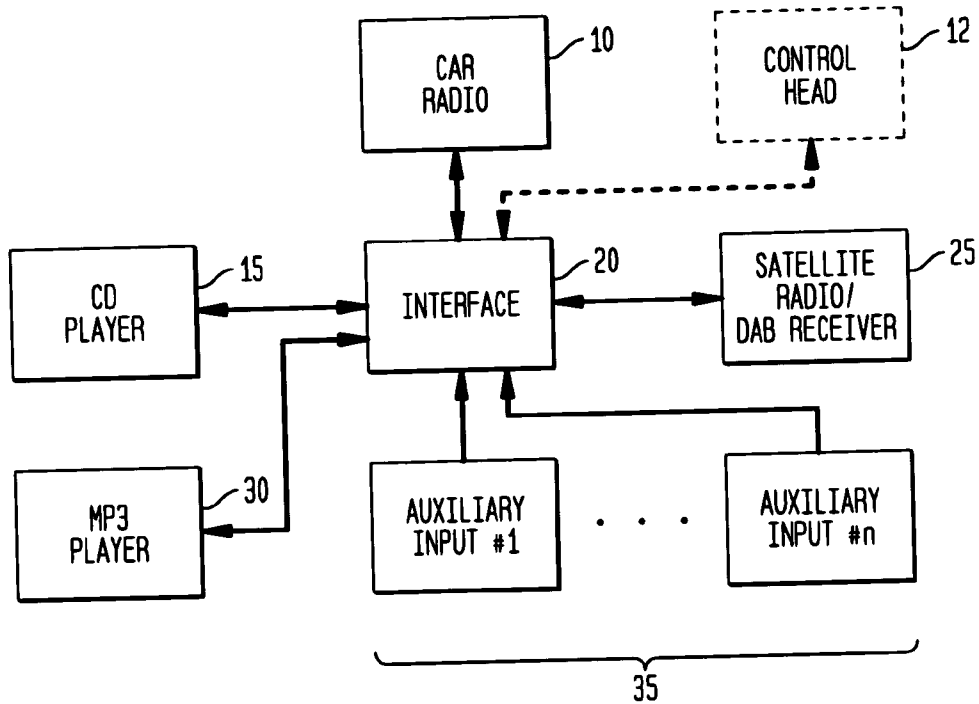 CAR
RADIO
10
CONTROL
HEAD
12
CD
PLAYER
15
INTERFACE
20
SATELLITE
RADIO/
DAB RECEIVER
25
MP3
PLAYER
30
AUXILIARY
INPUT #1
. . .
AUXILIARY
INPUT #n
35